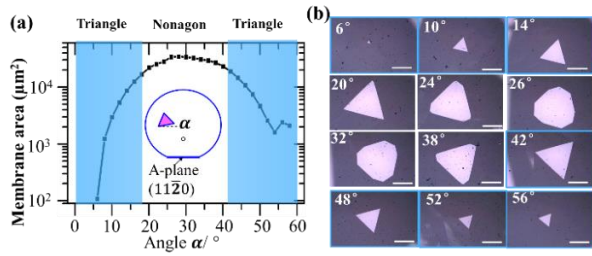 (a)
Triangle Nonagon Triangle
Membrane area (μm²)
10⁴
10³
10²
α
A-plane
(112̄0)
0 10 20 30 40 50 60
Angle α/ °
(b)
6° 10° 14°
20° 24° 26°
32° 38° 42°
48° 52° 56°